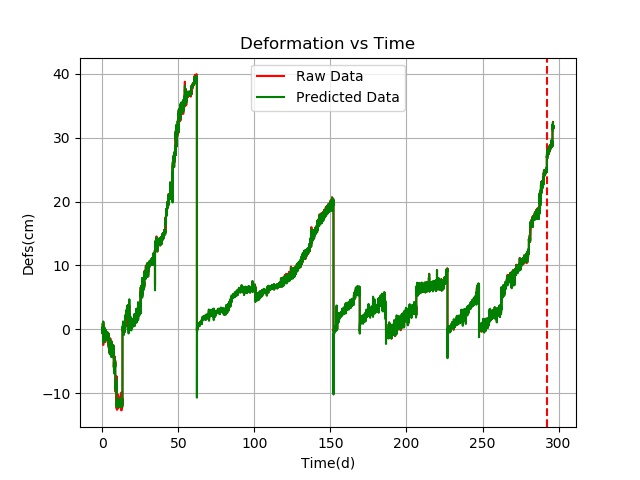 Deformation vs Time
Raw Data
Predicted Data
40
30
20
10
0
−10
Defs(cm)
0 50 100 150 200 250 300
Time(d)